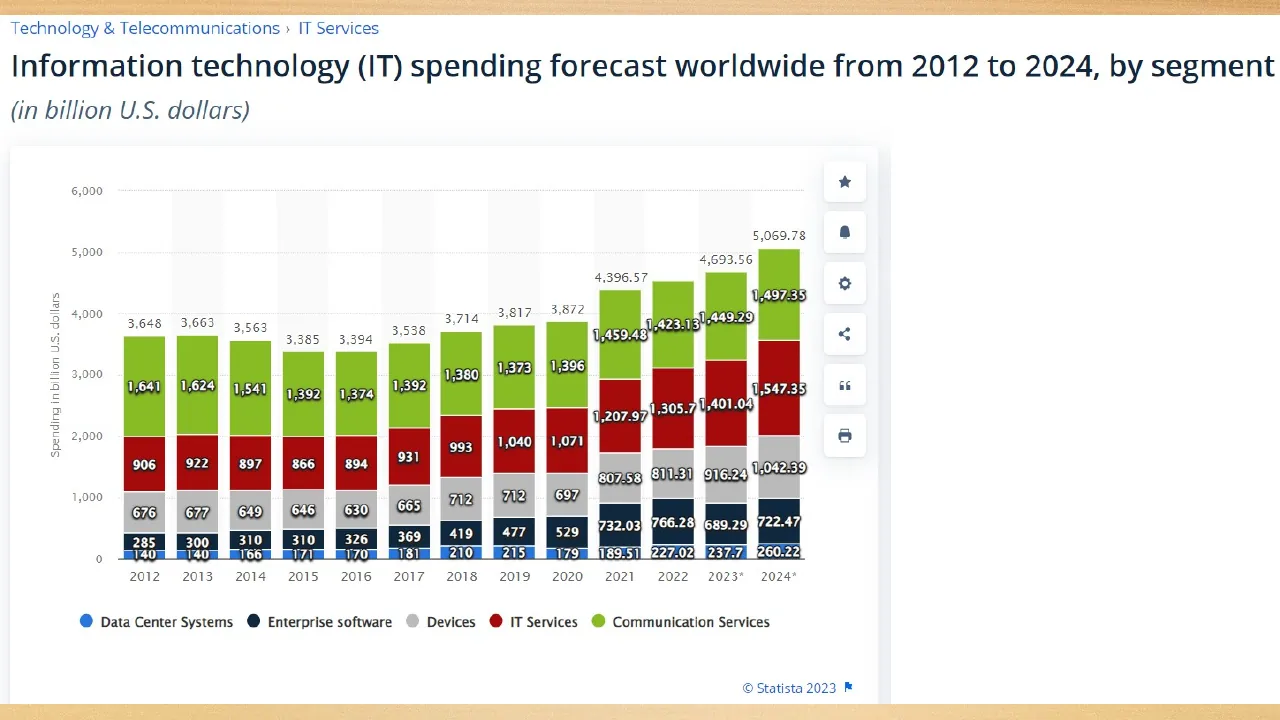 Technology & Telecommunications › IT Services
Information technology (IT) spending forecast worldwide from 2012 to 2024, by segment
(in billion U.S. dollars)
Spending in billion U.S. dollars
6,000
5,000
4,000
3,000
2,000
1,000
0
3,648 3,663 3,563 3,385 3,394 3,538 3,714 3,817 3,872 4,396.57 4,693.56 5,069.78
1,641 1,624 1,541 1,392 1,374 1,392 1,380 1,373 1,396 1,459.48 1,423.13 1,449.29 1,497.35
906 922 897 866 894 931 993 1,040 1,071 1,207.97 1,305.7 1,401.04 1,547.35
676 677 649 646 630 665 712 712 697 807.58 811.31 916.24 1,042.39
285 300 310 310 326 369 419 477 529 732.03 766.28 689.29 722.47
140 140 166 171 170 181 210 215 179 189.51 227.02 237.7 260.22
2012 2013 2014 2015 2016 2017 2018 2019 2020 2021 2022 2023* 2024*
Data Center Systems Enterprise software Devices IT Services Communication Services
© Statista 2023